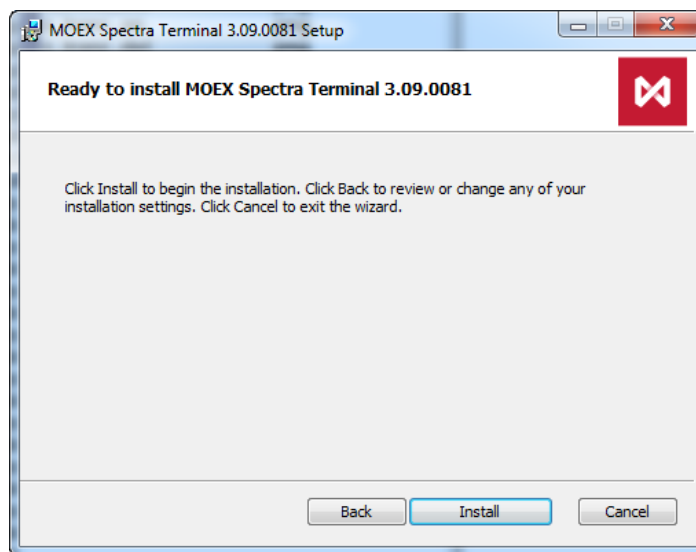 MOEX Spectra Terminal 3.09.0081 Setup
Ready to install MOEX Spectra Terminal 3.09.0081
Click Install to begin the installation. Click Back to review or change any of your
installation settings. Click Cancel to exit the wizard.
Back
Install
Cancel